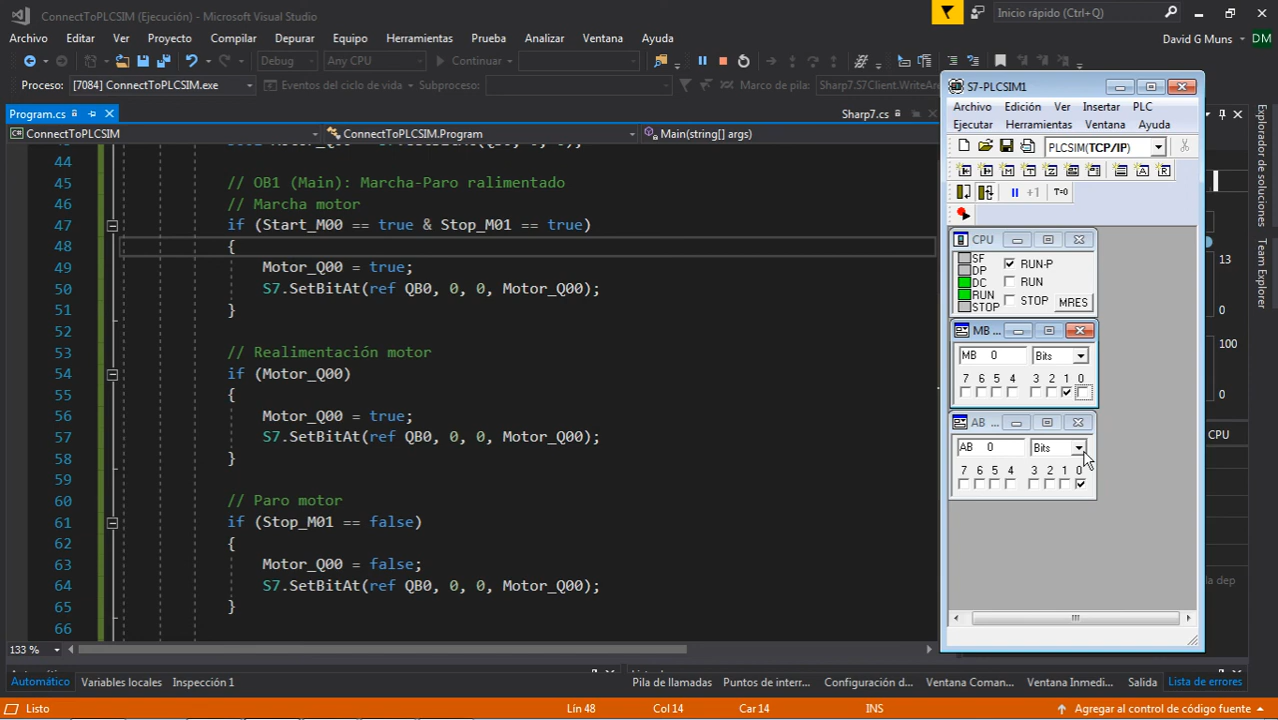 ConnectToPLCSIM (Ejecución) - Microsoft Visual Studio
Inicio rápido (Ctrl+Q)
Archivo Editar Ver Proyecto Compilar Depurar Equipo Herramientas Prueba Analizar Ventana Ayuda
David G Muns DM
Debug Any CPU Continuar
Proceso: [7084] ConnectToPLCSIM.exe Eventos del ciclo de vida Subproceso: Marco de pila: Sharp7.S7Client.WriteAre
Program.cs Sharp7.cs
ConnectToPLCSIM ConnectToPLCSIM.Program Main(string[] args)
44
45 // OB1 (Main): Marcha-Paro ralimentado
46 // Marcha motor
47 if (Start_M00 == true & Stop_M01 == true)
48 {
49 Motor_Q00 = true;
50 S7.SetBitAt(ref QB0, 0, 0, Motor_Q00);
51 }
52
53 // Realimentación motor
54 if (Motor_Q00)
55 {
56 Motor_Q00 = true;
57 S7.SetBitAt(ref QB0, 0, 0, Motor_Q00);
58 }
59
60 // Paro motor
61 if (Stop_M01 == false)
62 {
63 Motor_Q00 = false;
64 S7.SetBitAt(ref QB0, 0, 0, Motor_Q00);
65 }
66
133 %
S7-PLCSIM1
Archivo Edición Ver Insertar PLC
Ejecutar Herramientas Ventana Ayuda
PLCSIM(TCP/IP)
+1 T=0
CPU
SF
DP
DC
RUN
STOP
RUN-P
RUN
STOP MRES
MB ...
MB 0 Bits
7 6 5 4 3 2 1 0
AB ...
AB 0 Bits
7 6 5 4 3 2 1 0
13
0
100
0
CPU
la dep
Explorador de soluciones
Team Explorer
Automático Variables locales Inspección 1
Pila de llamadas Puntos de interr... Configuración d... Ventana Coman... Ventana Inmedi... Salida Lista de errores
Listo Lín 48 Col 14 Car 14 INS Agregar al control de código fuente